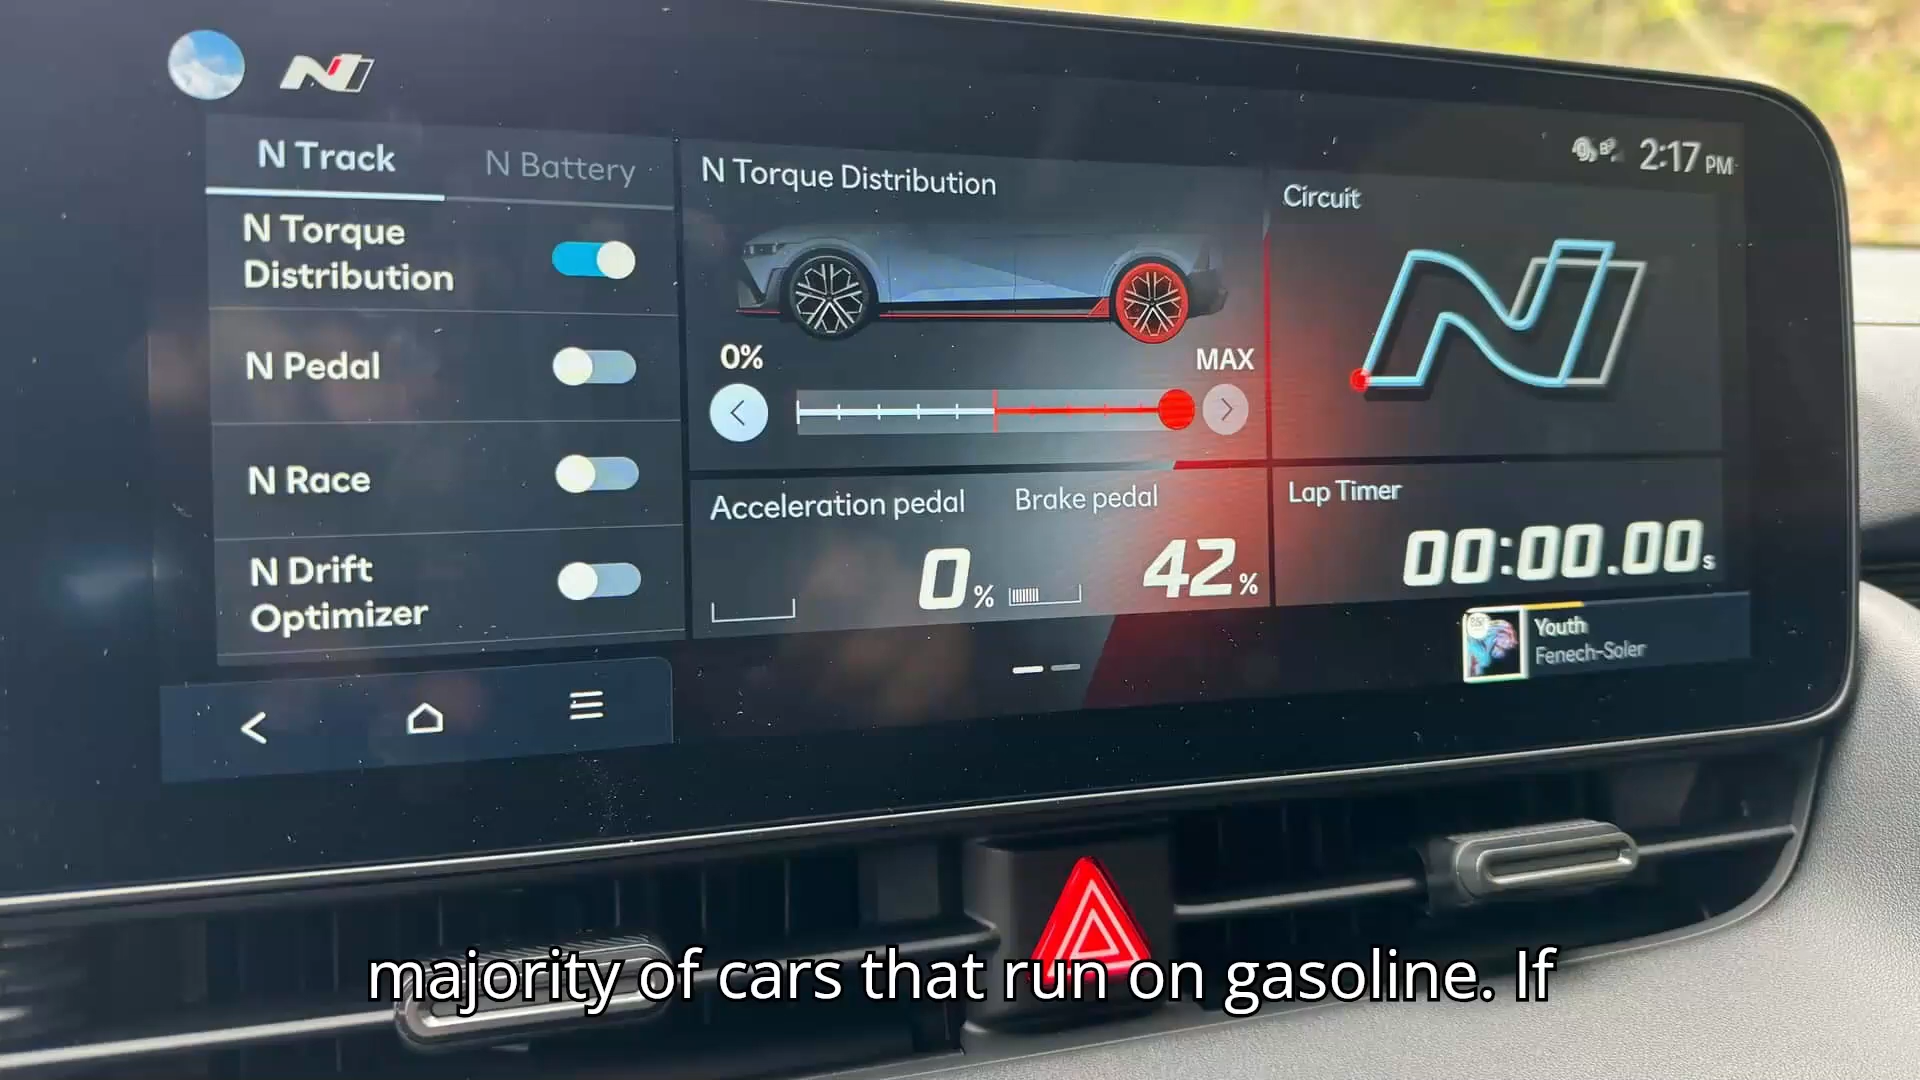 N Track
N Battery
N Torque
Distribution
N Pedal
N Race
N Drift
Optimizer
N Torque Distribution
0%
MAX
Acceleration pedal
0%
Brake pedal
42%
2:17 PM
Circuit
Lap Timer
00:00.00s
Youth
Fenech-Soler
majority of cars that run on gasoline. If